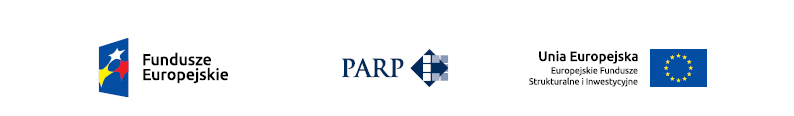 Fundusze
Europejskie
PARP
Unia Europejska
Europejskie Fundusze
Strukturalne i Inwestycyjne